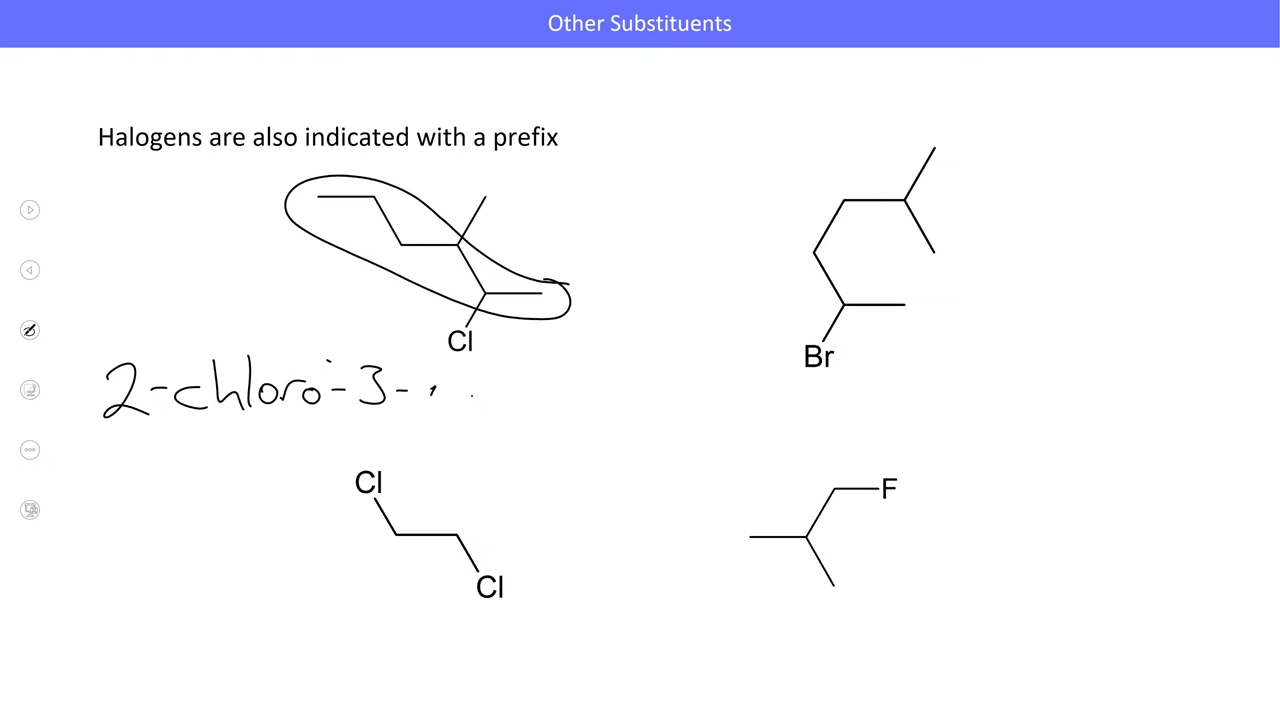 Other Substituents
Halogens are also indicated with a prefix
Cl
Br
2-chloro-3-
Cl
Cl
F